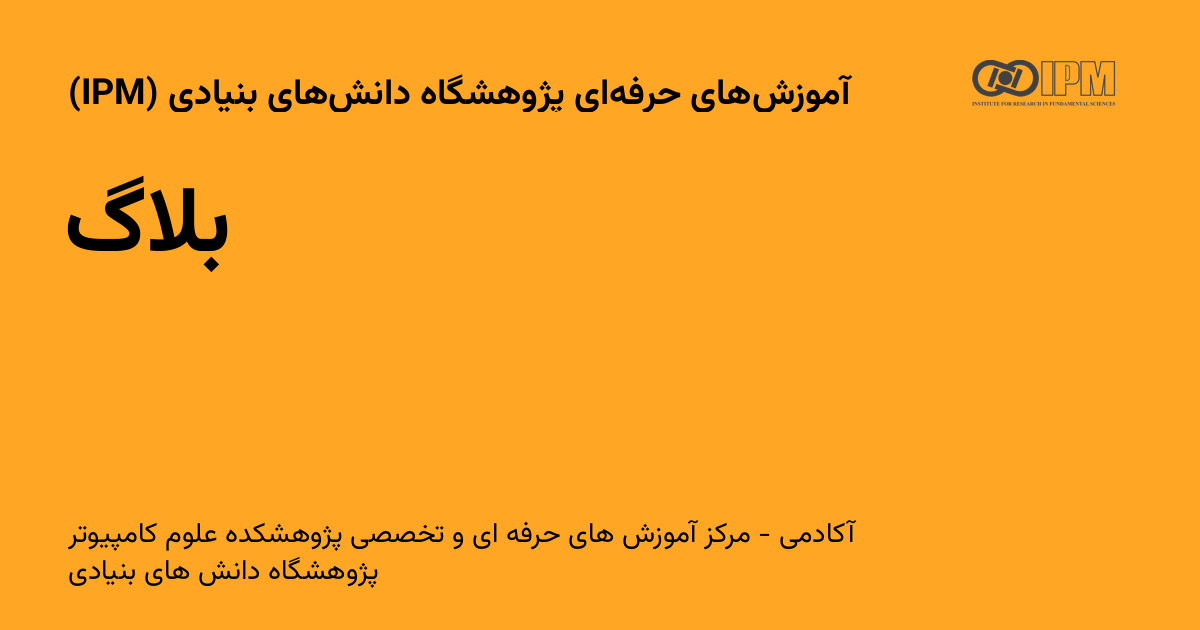 آموزش‌های حرفه‌ای پژوهشگاه دانش‌های بنیادی (IPM)
IPM
INSTITUTE FOR RESEARCH IN FUNDAMENTAL SCIENCES
بلاگ
آکادمی - مرکز آموزش های حرفه ای و تخصصی پژوهشکده علوم کامپیوتر
پژوهشگاه دانش های بنیادی